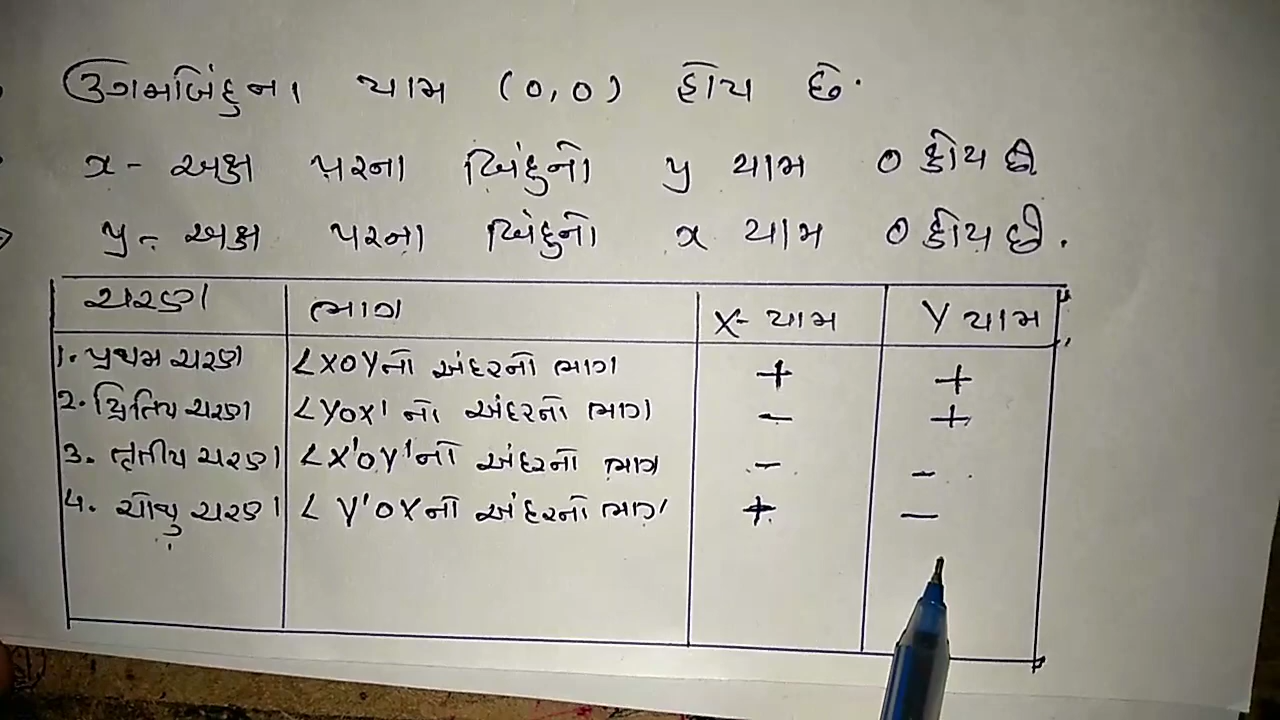 ઉગમબિંદુના યામ (0,0) હોય છે.
x- અક્ષ પરના બિંદુનો y યામ 0 હોય છે
y- અક્ષ પરના બિંદુનો x યામ 0 હોય છે.
ચરણ ભાગ X- યામ Y યામ
1. પ્રથમ ચરણ ∠XOYનો અંદરનો ભાગ + +
2. દ્વિતિય ચરણ ∠YOX' નો અંદરનો ભાગ - +
3. તૃતીય ચરણ ∠X'OY'નો અંદરનો ભાગ - -
4. ચોથુ ચરણ ∠Y'OXનો અંદરનો ભાગ + -